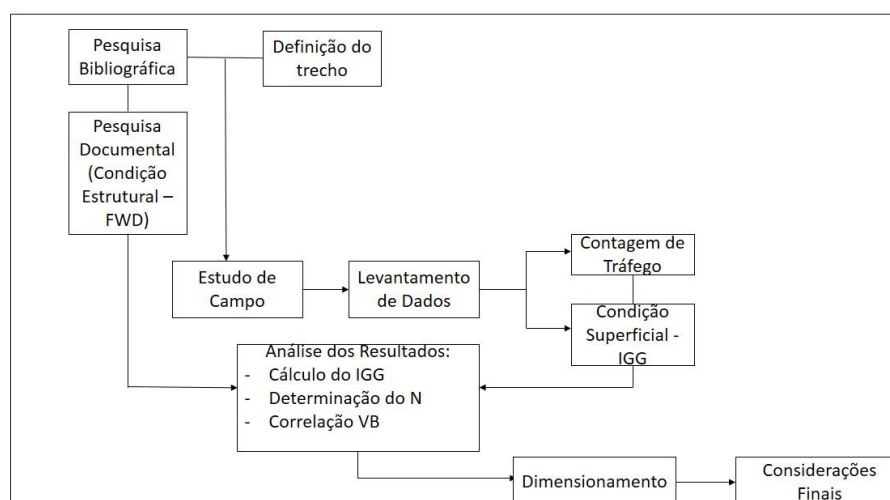 Pesquisa
Bibliográfica
Definição do
trecho
Pesquisa
Documental
(Condição
Estrutural –
FWD)
Estudo de
Campo
Levantamento
de Dados
Contagem de
Tráfego
Condição
Superficial -
IGG
Análise dos Resultados:
- Cálculo do IGG
- Determinação do N
- Correlação VB
Dimensionamento
Considerações
Finais